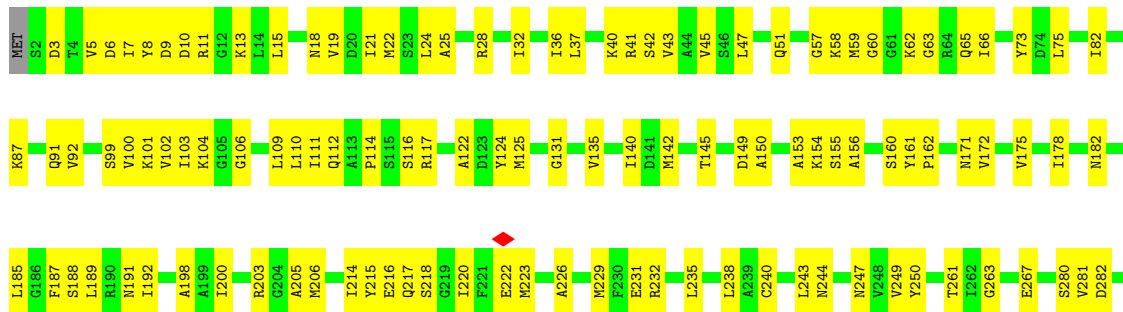 MET S2 D3 T4 V5 D6 I7 Y8 D9 D10 R11 G12 K13 L14 L15 N18 V19 D20 I21 M22 S23 L24 A25 R28 I32 I36 L37 K40 R41 S42 V43 A44 V45 S46 L47 Q51 G57 K58 M59 G60 G61 K62 G63 R64 Q65 I66 Y73 D74 L75 I82
K87 Q91 V92 S99 V100 K101 V102 I103 K104 G105 G106 L109 L110 I111 Q112 A113 P114 S115 S116 R117 A122 D123 Y124 M125 G131 V135 I140 D141 M142 T145 D149 A150 A153 K154 S155 A156 S160 Y161 P162 N171 V172 V175 I178 N182
L185 G186 F187 S188 L189 R190 N191 I192 A198 A199 I200 R203 G204 A205 M206 I214 Y215 E216 Q217 S218 G219 I220 F221 E222 M223 A226 M229 F230 E231 R232 L235 L238 A239 C240 L243 N244 N247 V248 V249 Y250 T261 I262 G263 E267 S280 V281 D282